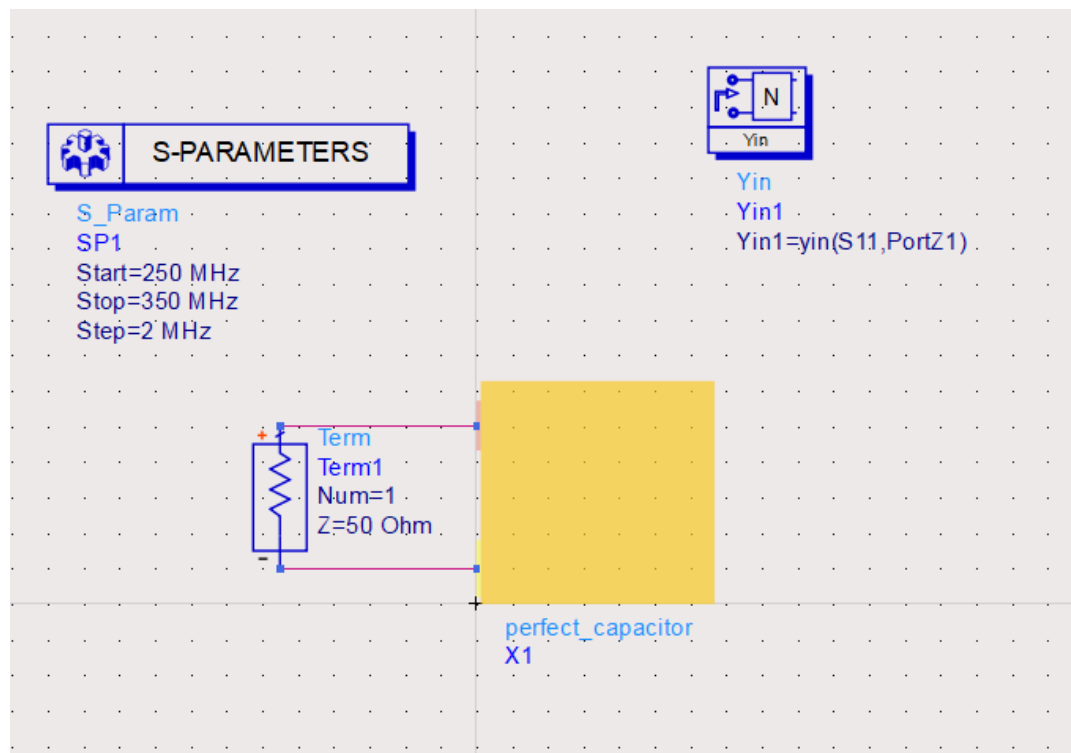 N
Yin
S-PARAMETERS
Yin
Yin1
Yin1=yin(S11,PortZ1)
S_Param
SP1
Start=250 MHz
Stop=350 MHz
Step=2 MHz
+
Term
Term1
Num=1
Z=50 Ohm
-
perfect_capacitor
X1